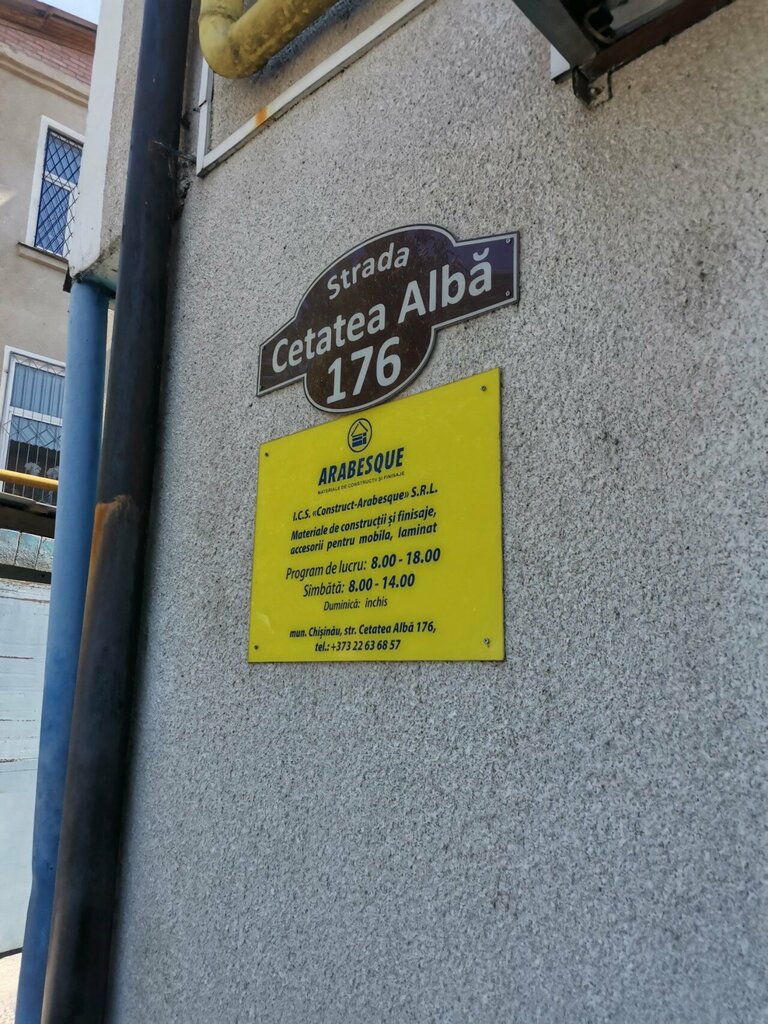 Strada
Cetatea Albă
176
ARABESQUE
MATERIALE DE CONSTRUCȚII ȘI FINISAJE
I.C.S. «Construct-Arabesque» S.R.L.
Materiale de construcții și finisaje,
accesorii pentru mobila, laminat
Program de lucru: 8.00 - 18.00
Sîmbătă: 8.00 - 14.00
Duminică: închis
mun. Chișinău, str. Cetatea Albă 176,
tel.: +373 22 63 68 57